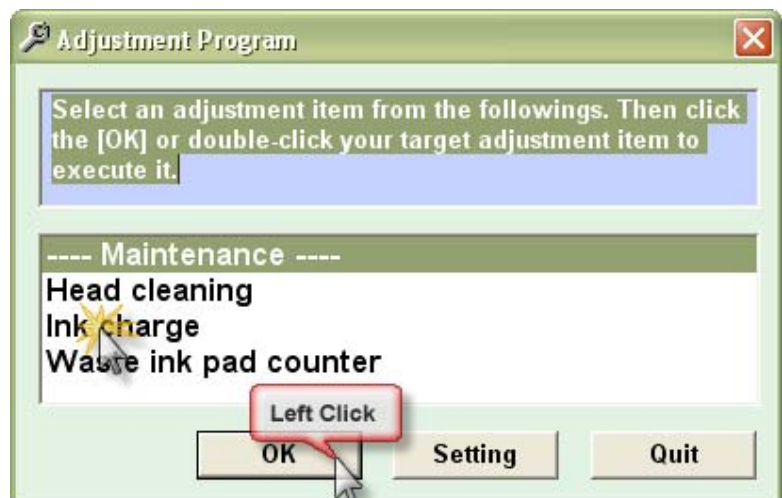 Adjustment Program
Select an adjustment item from the followings. Then click
the [OK] or double-click your target adjustment item to
execute it.
---- Maintenance ----
Head cleaning
Ink charge
Waste ink pad counter
Left Click
OK
Setting
Quit